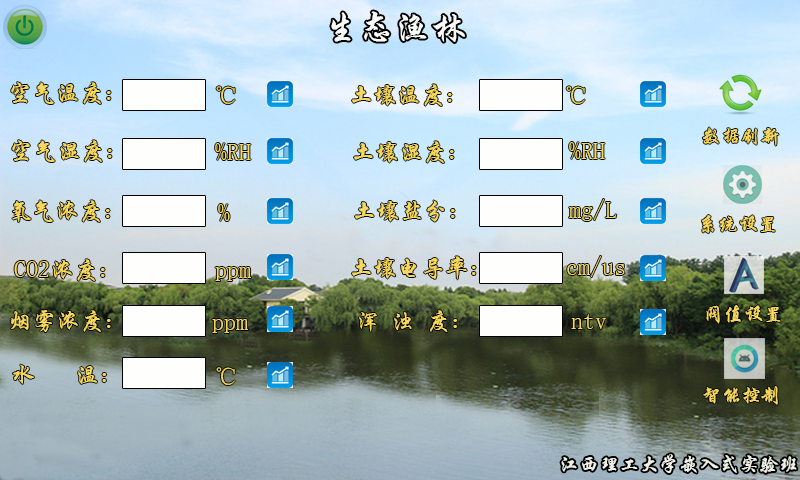 生态渔林
空气温度: ℃ 土壤温度: ℃
数据刷新
空气湿度: %RH 土壤湿度: %RH
氧气浓度: % 土壤盐分: mg/L
系统设置
CO2浓度: ppm 土壤电导率: cm/us
烟雾浓度: ppm 浑浊度: ntv
阀值设置
水温: ℃
智能控制
江西理工大学嵌入式实验班